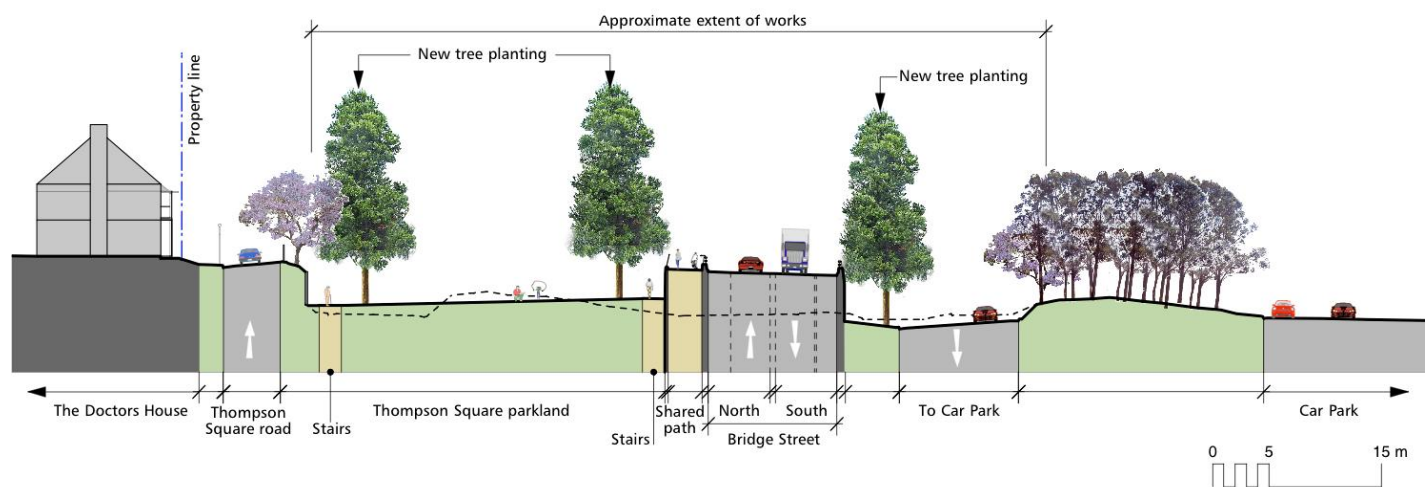 Approximate extent of works
New tree planting
New tree planting
Property line
The Doctors House
Thompson
Square road
Stairs
Thompson Square parkland
Stairs
Shared
path
North
South
Bridge Street
To Car Park
Car Park
0 5 15 m